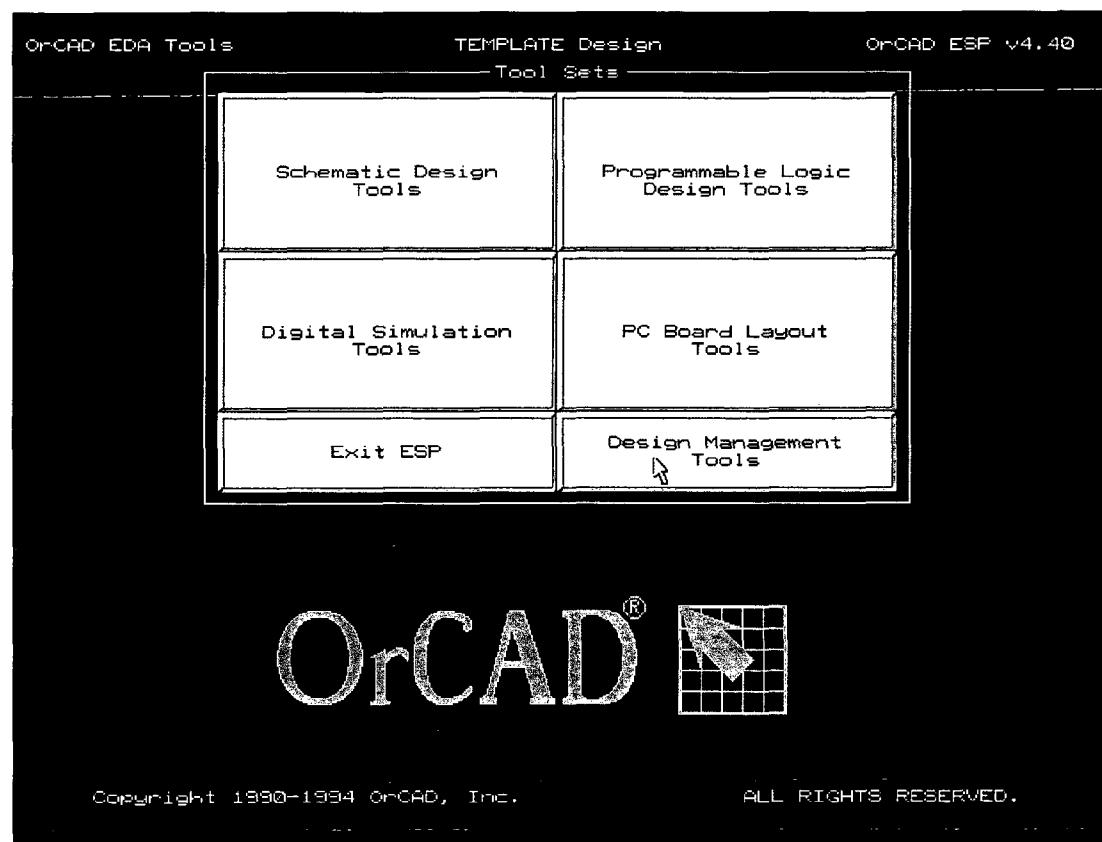 OrCAD EDA Tools TEMPLATE Design OrCAD ESP v4.40
Tool Sets
Schematic Design
Tools
Programmable Logic
Design Tools
Digital Simulation
Tools
PC Board Layout
Tools
Exit ESP
Design Management
Tools
OrCAD®
Copyright 1990-1994 OrCAD, Inc. ALL RIGHTS RESERVED.